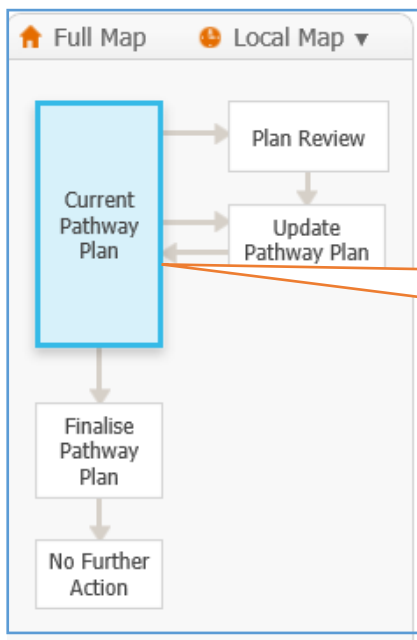 Full Map
Local Map ▼
Current
Pathway
Plan
Plan Review
Update
Pathway Plan
Finalise
Pathway
Plan
No Further
Action